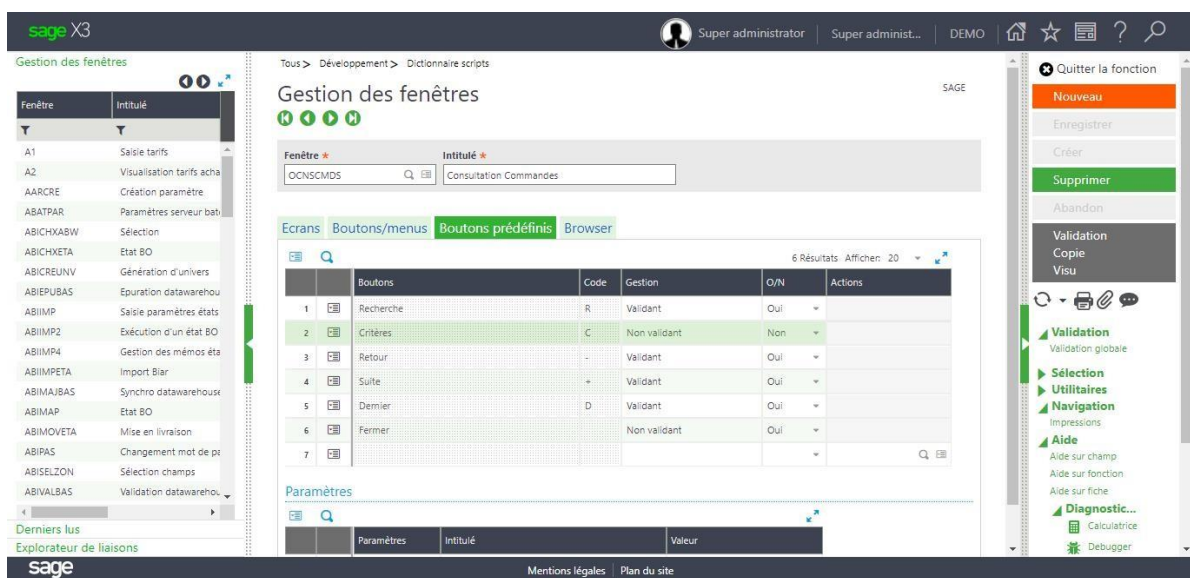 sage X3
Super administrator
Super administ...
DEMO
Gestion des fenêtres
Fenêtre Intitulé
A1 Saisie tarifs
A2 Visualisation tarifs acha
AARCRE Création paramètre
ABATPAR Paramètres serveur bat
ABICHXABW Sélection
ABICHXETA Etat BO
ABICREUNV Génération d'univers
ABIEPUBAS Epuration datawarehou
ABIIMP Saisie paramètres états
ABIIMP2 Exécution d'un état BO
ABIIMP4 Gestion des mémos éta
ABIIMPETA Import Biar
ABIMAJBAS Synchro datawarehouse
ABIMAP Etat BO
ABIMOVETA Mise en livraison
ABIPAS Changement mot de pa
ABISELZON Sélection champs
ABIVALBAS Validation datawarehou
Derniers lus
Explorateur de liaisons
Tous > Développement > Dictionnaire scripts
Gestion des fenêtres
SAGE
Fenêtre * Intitulé *
OCNSCMDS Consultation Commandes
Ecrans Boutons/menus Boutons prédéfinis Browser
6 Résultats Afficher: 20
Boutons Code Gestion O/N Actions
1 Recherche R Validant Oui
2 Critères C Non validant Non
3 Retour - Validant Oui
4 Suite + Validant Oui
5 Dernier D Validant Oui
6 Fermer Non validant Oui
7
Paramètres
Paramètres Intitulé Valeur
Quitter la fonction
Nouveau
Enregistrer
Créer
Supprimer
Abandon
Validation
Copie
Visu
Validation
Validation globale
Sélection
Utilitaires
Navigation
Impressions
Aide
Aide sur champ
Aide sur fonction
Aide sur fiche
Diagnostic...
Calculatrice
Debugger
sage
Mentions légales | Plan du site